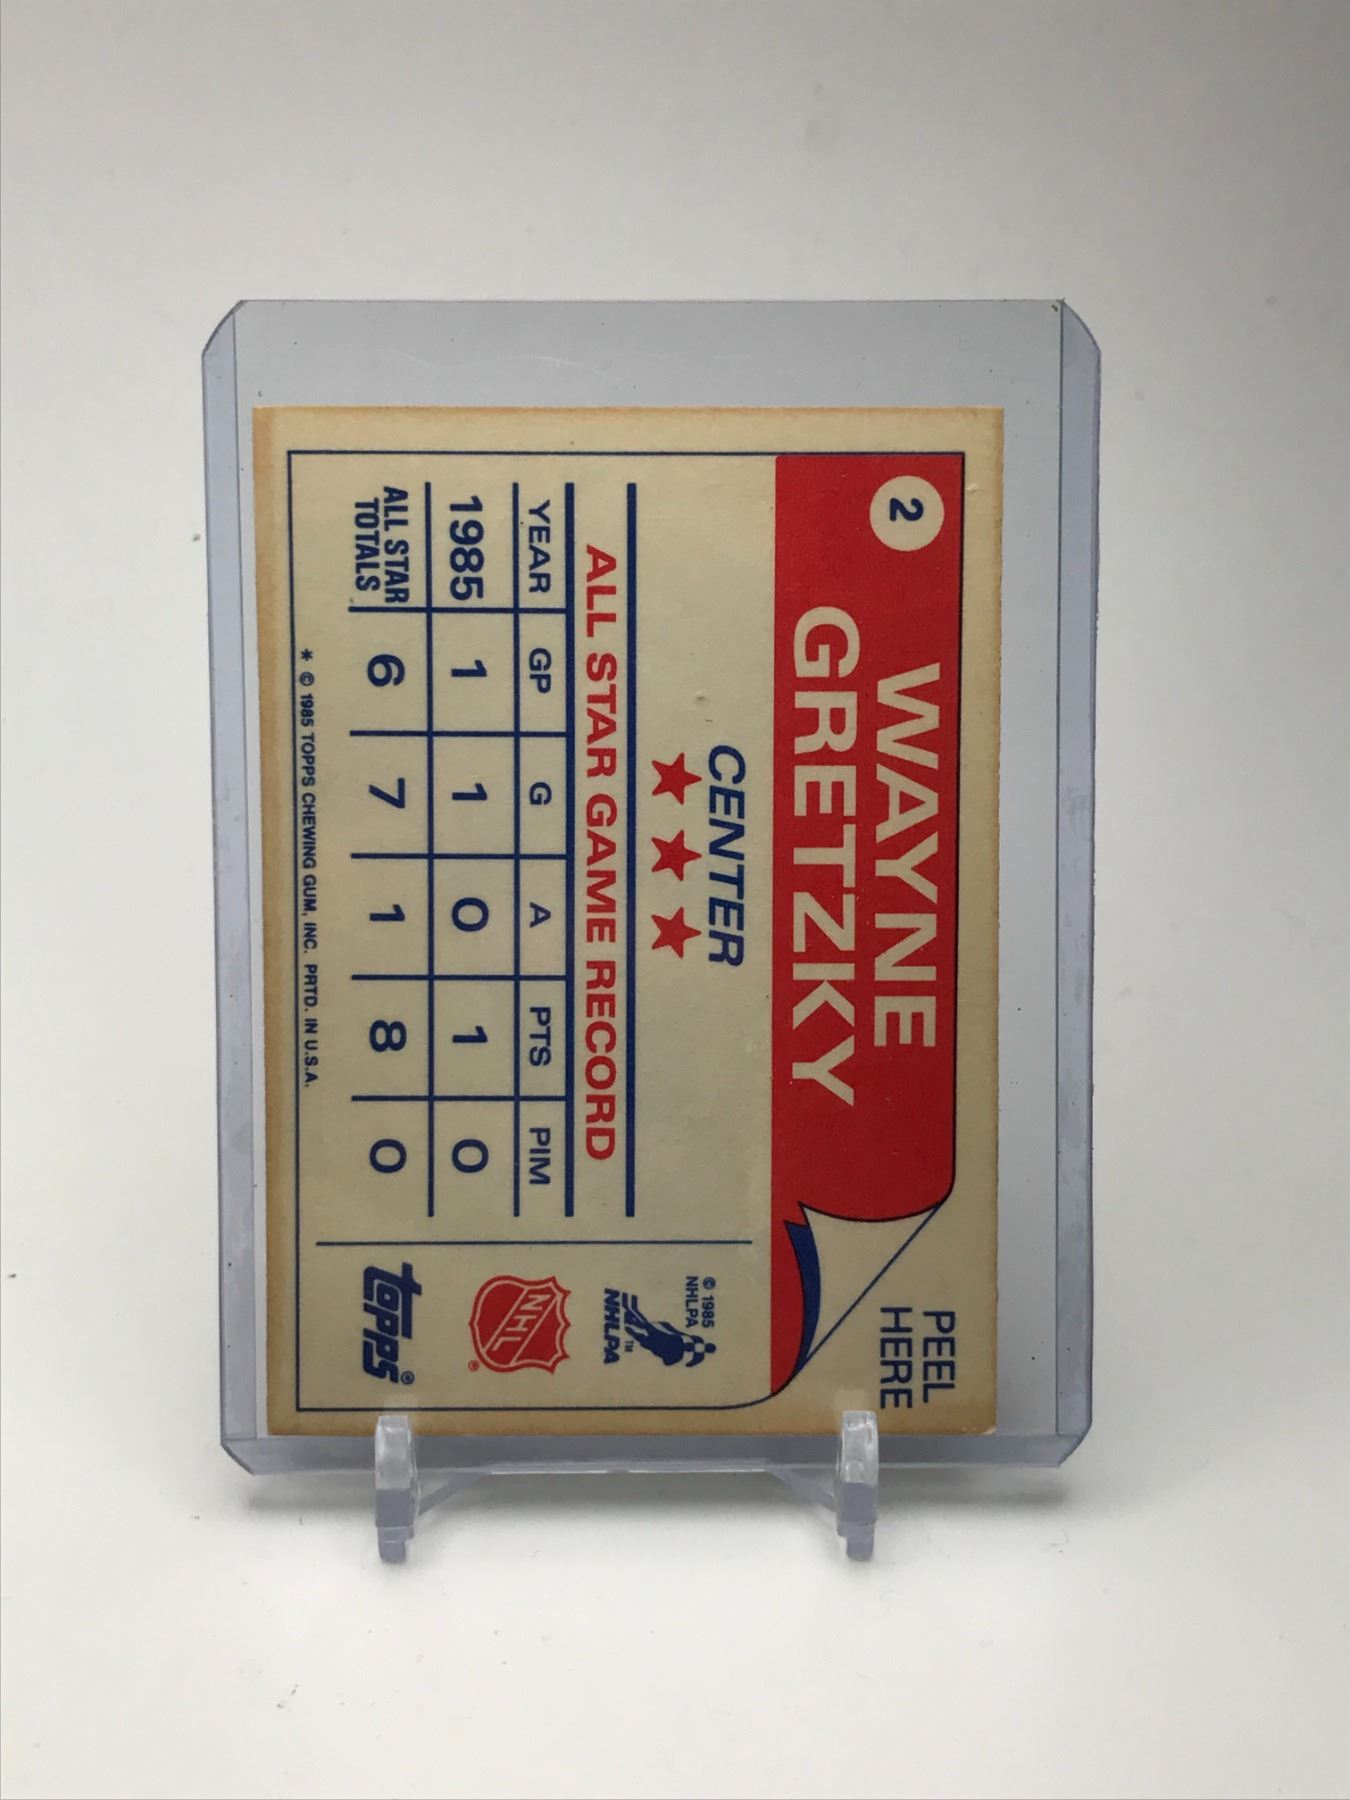 2
WAYNE
GRETZKY
PEEL
HERE
CENTER
ALL STAR GAME RECORD
YEAR GP G A PTS PIM
1985 1 1 0 1 0
ALL STAR
TOTALS 6 7 1 8 0
* © 1985 TOPPS CHEWING GUM, INC. PRTD. IN U.S.A.
© 1985
NHLPA
NHLPA™
NHL®
TOPPS®